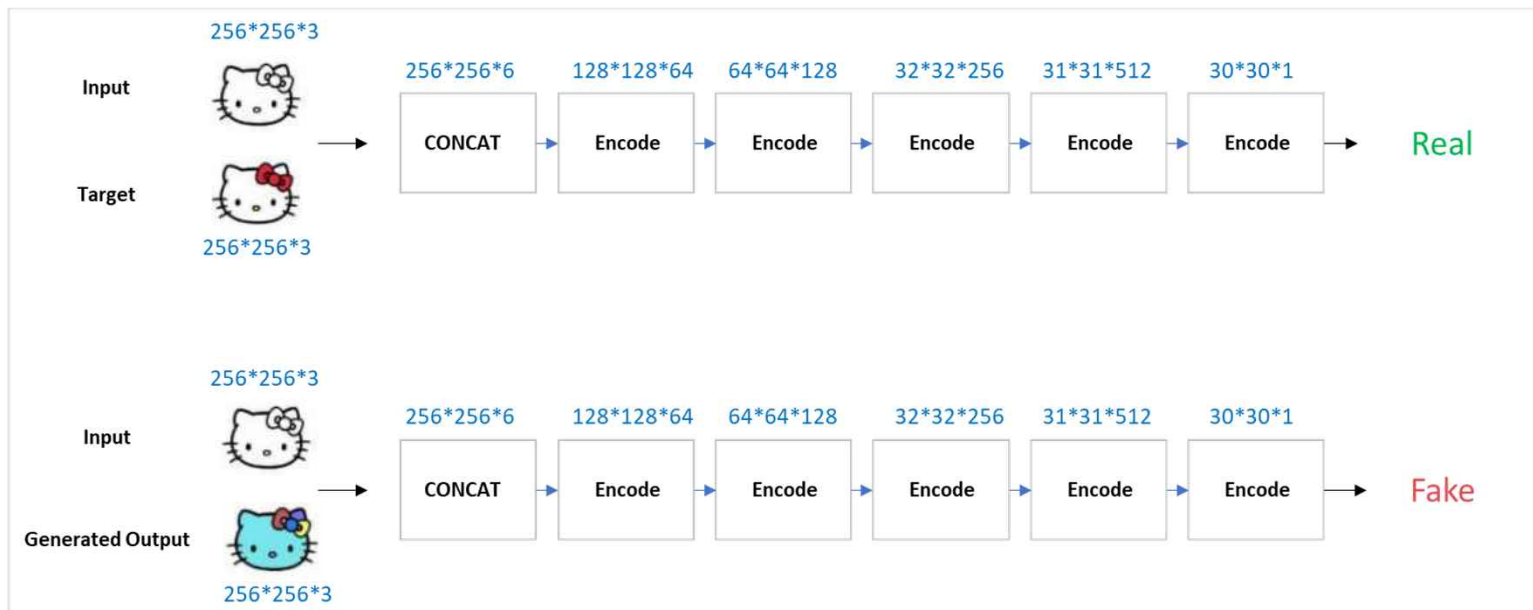 256*256*3
Input
Target
256*256*3
256*256*6 128*128*64 64*64*128 32*32*256 31*31*512 30*30*1
CONCAT Encode Encode Encode Encode Encode
Real
256*256*3
Input
Generated Output
256*256*3
256*256*6 128*128*64 64*64*128 32*32*256 31*31*512 30*30*1
CONCAT Encode Encode Encode Encode Encode
Fake